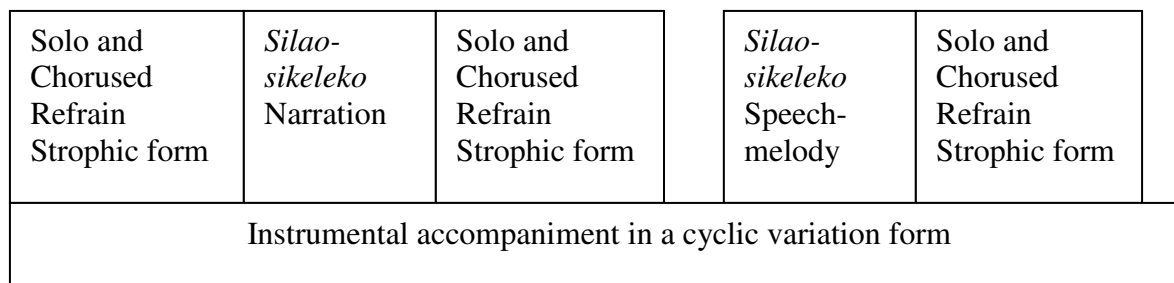 Solo and
Chorused
Refrain
Strophic form
Silao-
sikeleko
Narration
Solo and
Chorused
Refrain
Strophic form
Silao-
sikeleko
Speech-
melody
Solo and
Chorused
Refrain
Strophic form
Instrumental accompaniment in a cyclic variation form